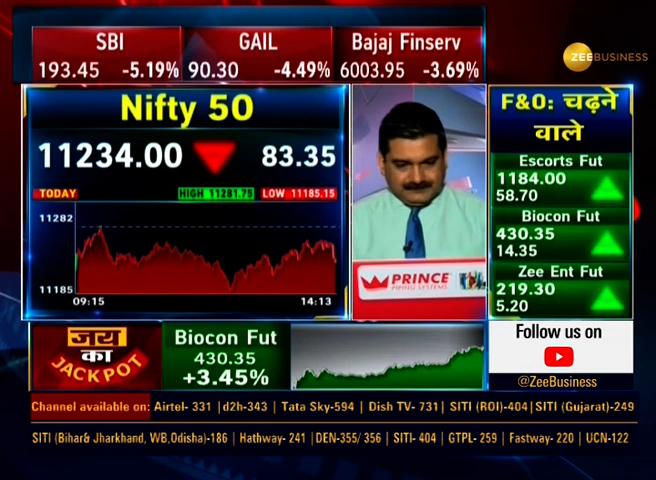 SBI
193.45 -5.19%
GAIL
90.30 -4.49%
Bajaj Finserv
6003.95 -3.69%
ZEE BUSINESS
Nifty 50
11234.00 83.35
TODAY
HIGH 11281.75 LOW 11185.15
11282
11185
09:15 14:13
PRINCE
PIPING SYSTEMS
F&O: चढ़ने
वाले
Escorts Fut
1184.00
58.70
Biocon Fut
430.35
14.35
Zee Ent Fut
219.30
5.20
जय
का
JACKPOT
Biocon Fut
430.35
+3.45%
Follow us on
@ZeeBusiness
Channel available on: Airtel- 331 | d2h-343 | Tata Sky-594 | Dish TV- 731 | SITI (ROI)-404 | SITI (Gujarat)-249
SITI (Bihar& Jharkhand, WB,Odisha)-186 | Hathway- 241 | DEN-355/ 356 | SITI- 404 | GTPL- 259 | Fastway- 220 | UCN-122